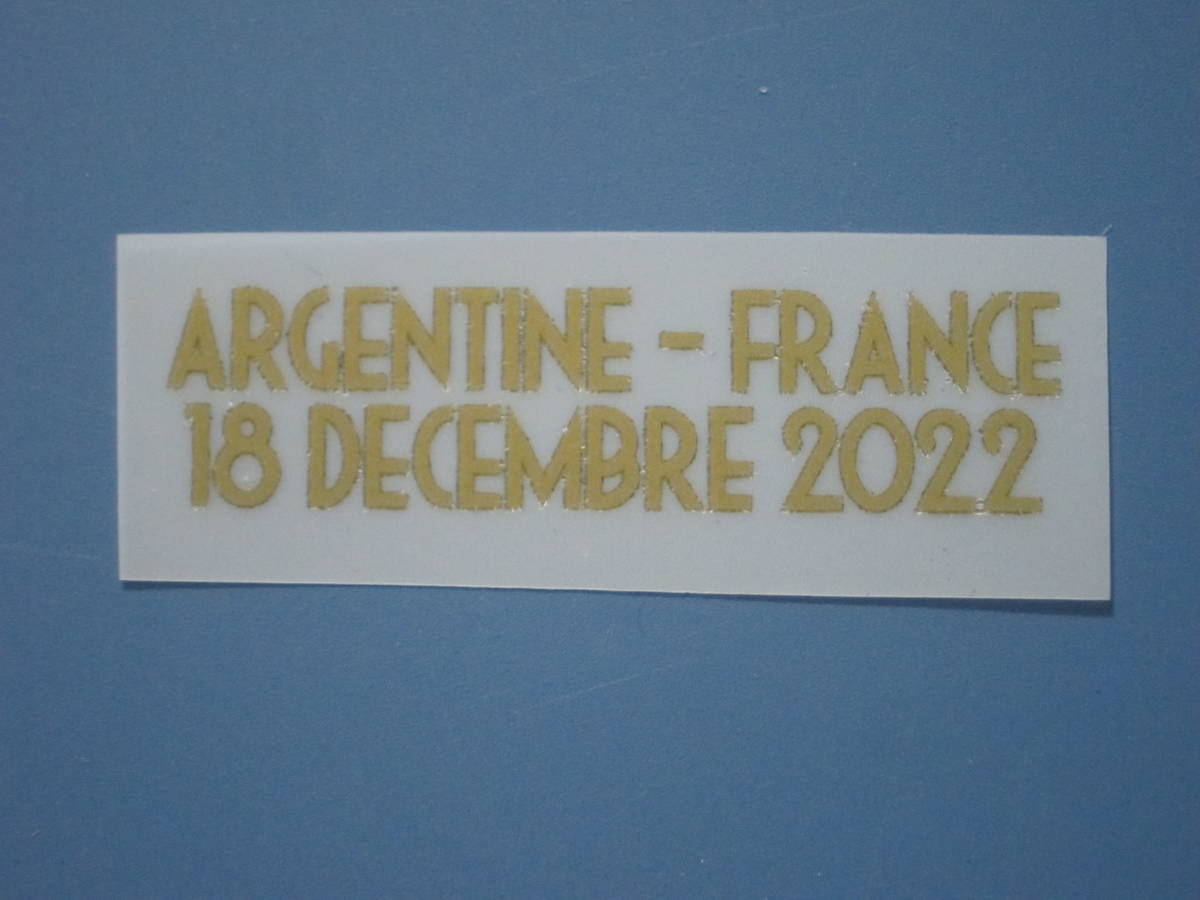 ARGENTINE - FRANCE
18 DECEMBRE 2022